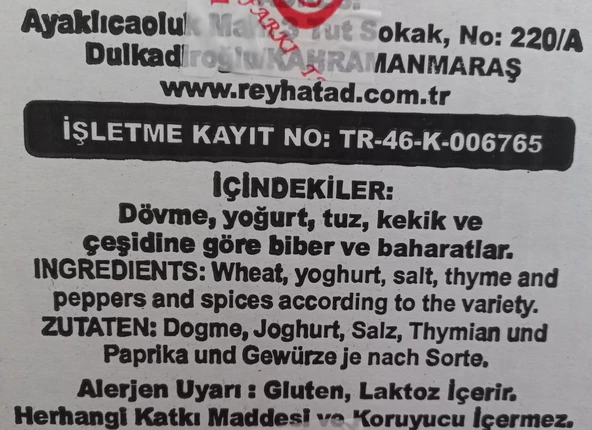 Ayaklıcaoluk Mah. Tut Sokak, No: 220/A
Dulkadiroğlu/KAHRAMANMARAŞ
www.reyhatad.com.tr
İŞLETME KAYIT NO: TR-46-K-006765
İÇİNDEKİLER:
Dövme, yoğurt, tuz, kekik ve
çeşidine göre biber ve baharatlar.
INGREDIENTS: Wheat, yoghurt, salt, thyme and
peppers and spices according to the variety.
ZUTATEN: Dogme, Joghurt, Salz, Thymian und
Paprika und Gewürze je nach Sorte.
Alerjen Uyarı : Gluten, Laktoz İçerir.
Herhangi Katkı Maddesi ve Koruyucu İçermez.